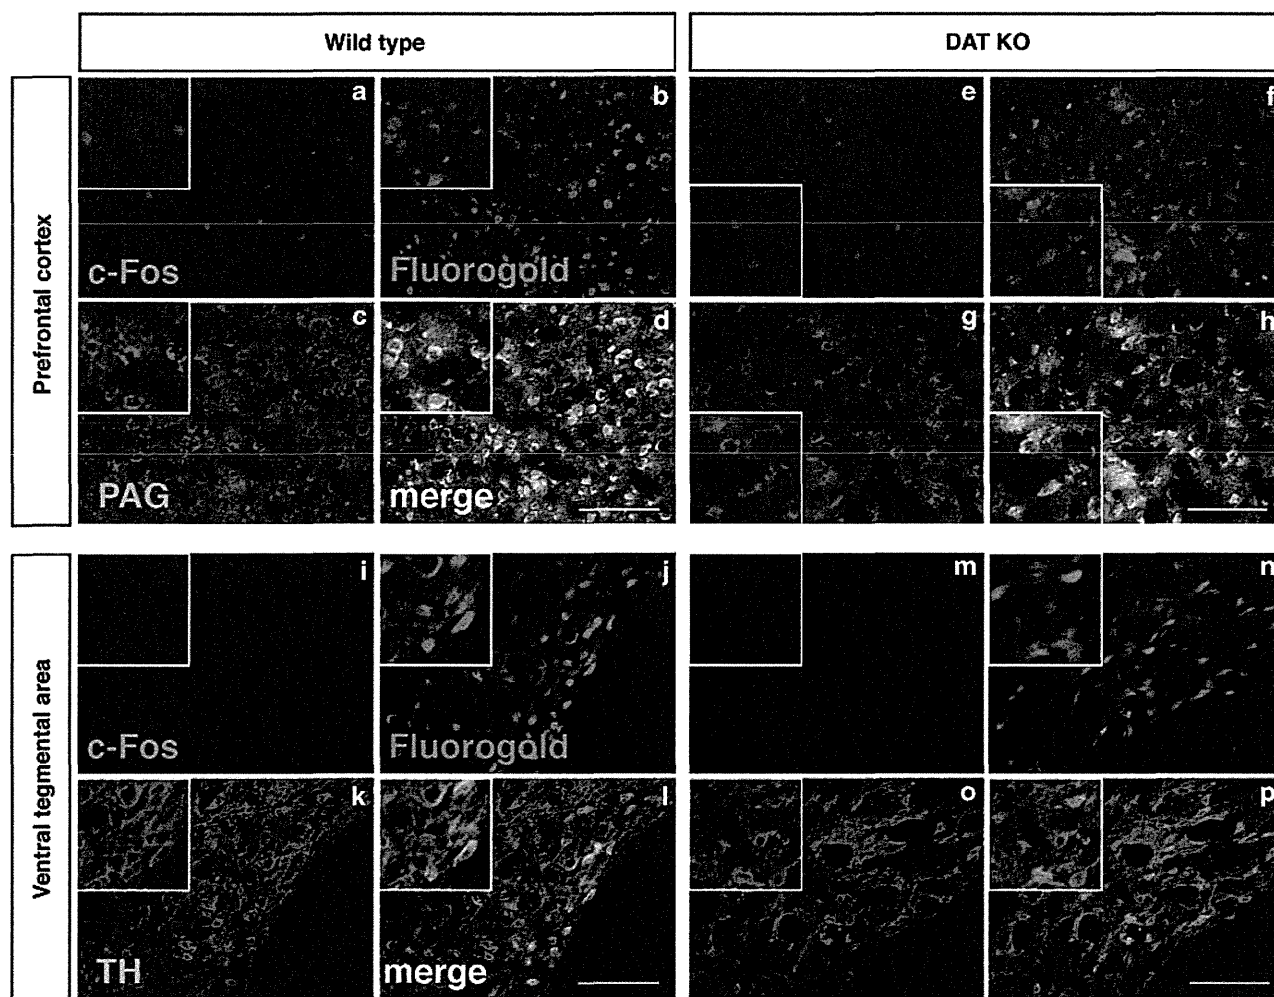 Wild type
DAT KO
Prefrontal cortex
a
b
e
f
c-Fos
Fluorogold
c
d
g
h
PAG
merge
Ventral tegmental area
i
j
m
n
c-Fos
Fluorogold
k
l
o
p
TH
merge